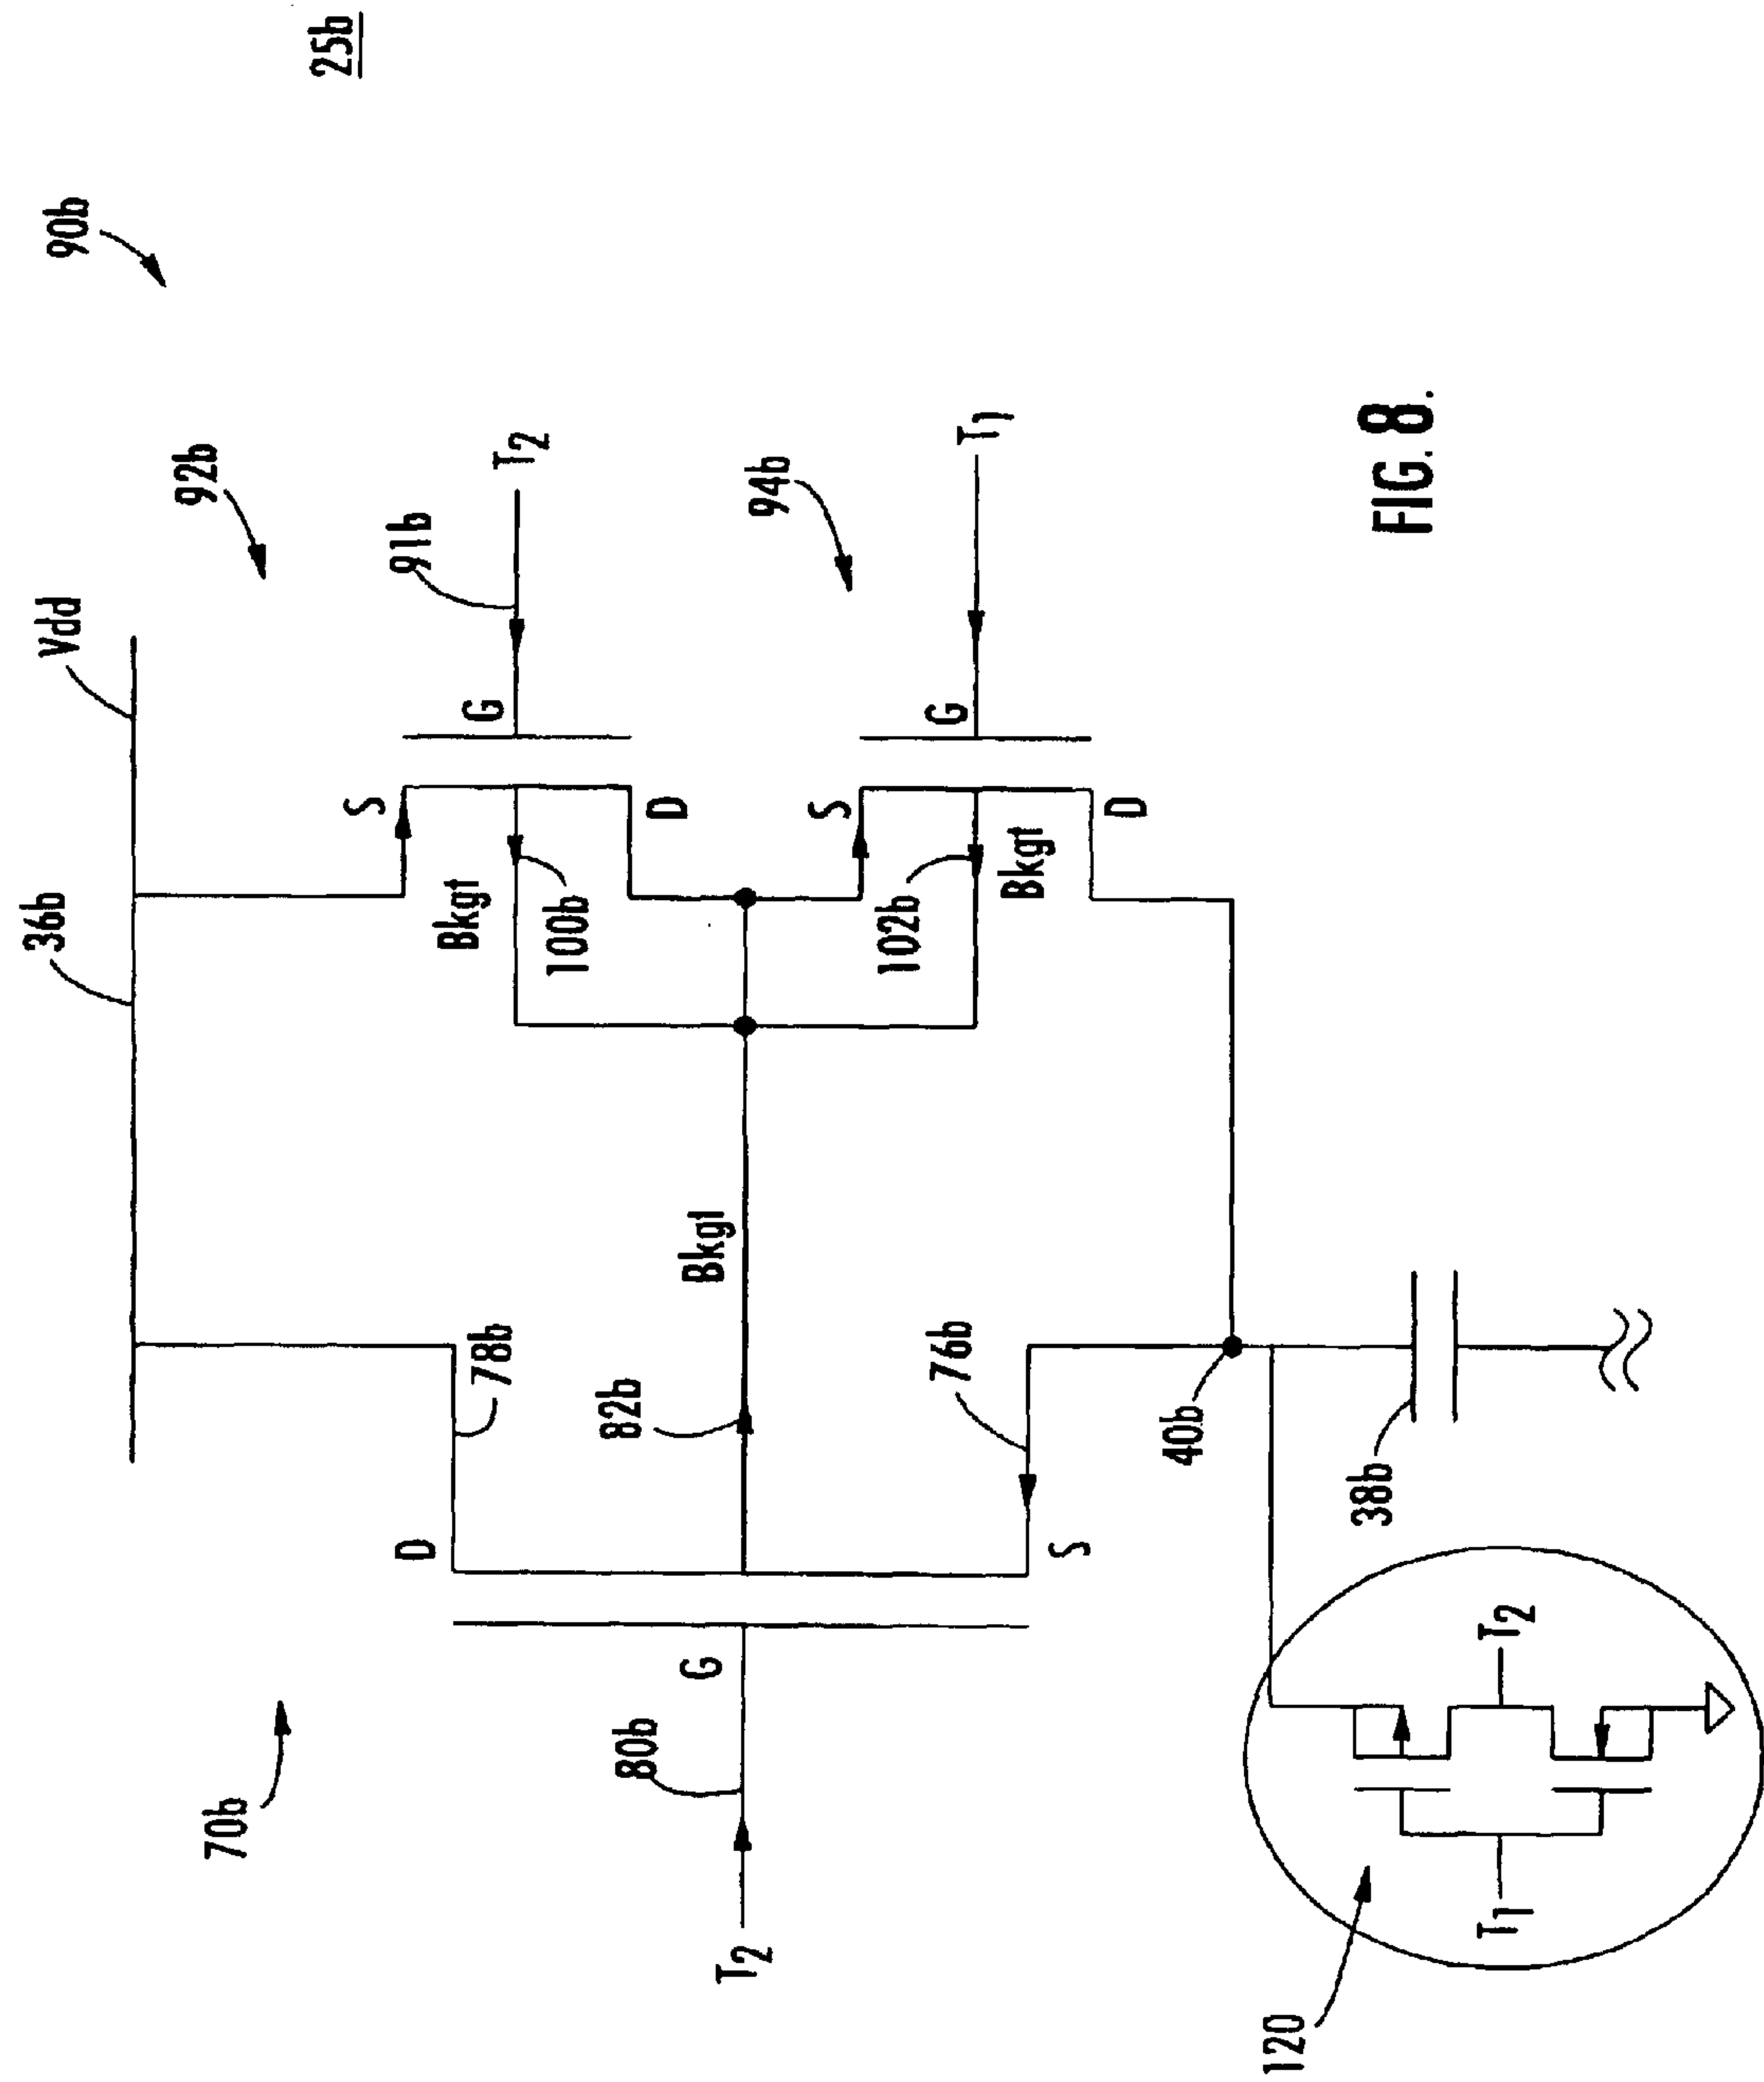 25b
90b
92b
Vdd
36b
91b
T2
S
G
Bkgt
100b
D
94b
T1
S
G
Bkgt
102b
D
70b
D
78b
82b
Bkgt
80b
G
T2
76b
S
40b
38b
120
T1
T2
FIG. 8.